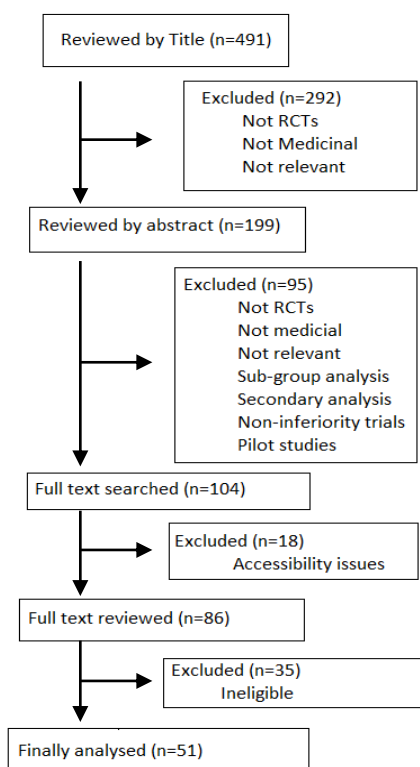 Reviewed by Title (n=491)
Excluded (n=292)
Not RCTs
Not Medicinal
Not relevant
Reviewed by abstract (n=199)
Excluded (n=95)
Not RCTs
Not medicial
Not relevant
Sub-group analysis
Secondary analysis
Non-inferiority trials
Pilot studies
Full text searched (n=104)
Excluded (n=18)
Accessibility issues
Full text reviewed (n=86)
Excluded (n=35)
Ineligible
Finally analysed (n=51)